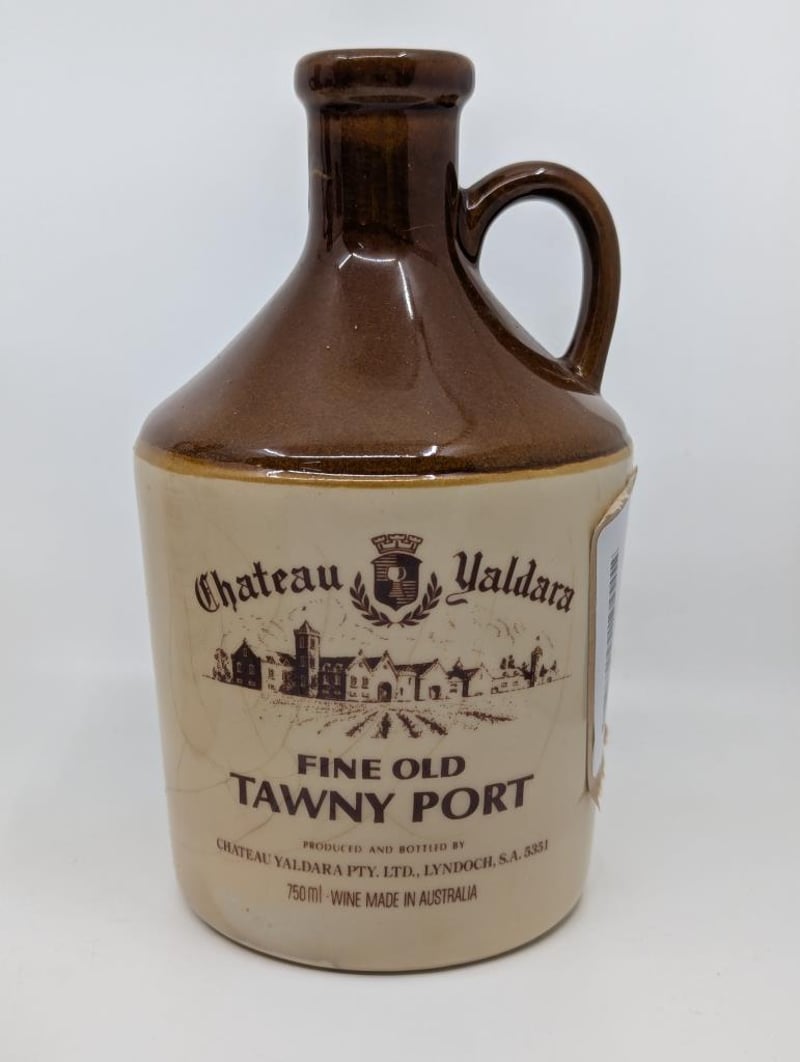 Chateau Yaldara
FINE OLD
TAWNY PORT
PRODUCED AND BOTTLED BY
CHATEAU YALDARA PTY. LTD., LYNDOCH, S.A. 5351
750ml · WINE MADE IN AUSTRALIA